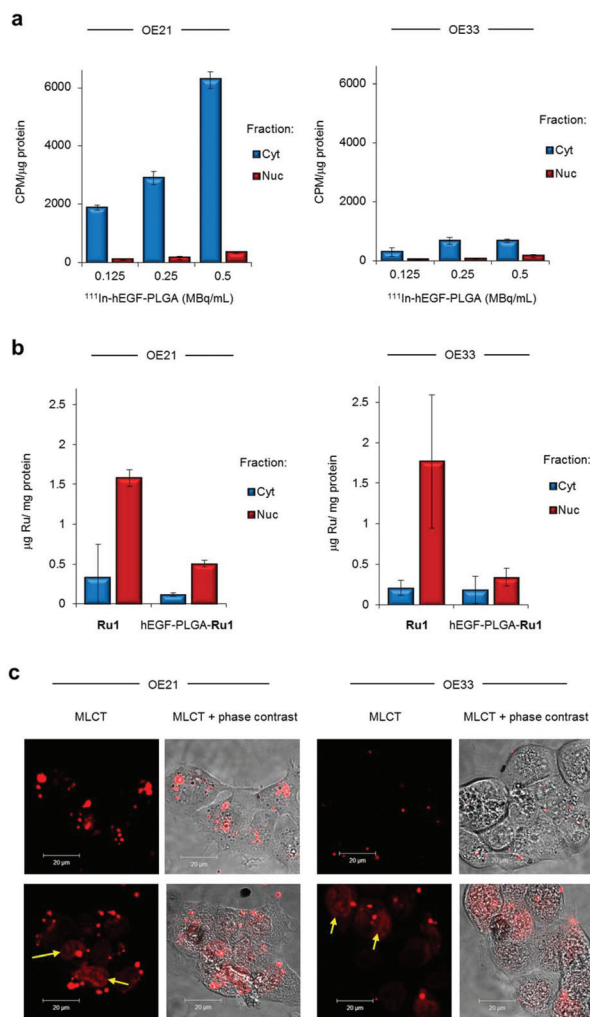 a
OE21
OE33
CPM/µg protein
6000
4000
2000
0
0.125 0.25 0.5
¹¹¹In-hEGF-PLGA (MBq/mL)
Fraction:
Cyt
Nuc
CPM/µg protein
6000
4000
2000
0
0.125 0.25 0.5
¹¹¹In-hEGF-PLGA (MBq/mL)
Fraction:
Cyt
Nuc
b
OE21
OE33
µg Ru/ mg protein
2.5
2
1.5
1
0.5
0
Ru1 hEGF-PLGA-Ru1
Fraction:
Cyt
Nuc
µg Ru/ mg protein
2.5
2
1.5
1
0.5
0
Ru1 hEGF-PLGA-Ru1
Fraction:
Cyt
Nuc
c
OE21
OE33
MLCT MLCT + phase contrast MLCT MLCT + phase contrast
20 µm 20 µm 20 µm 20 µm
20 µm 20 µm 20 µm 20 µm